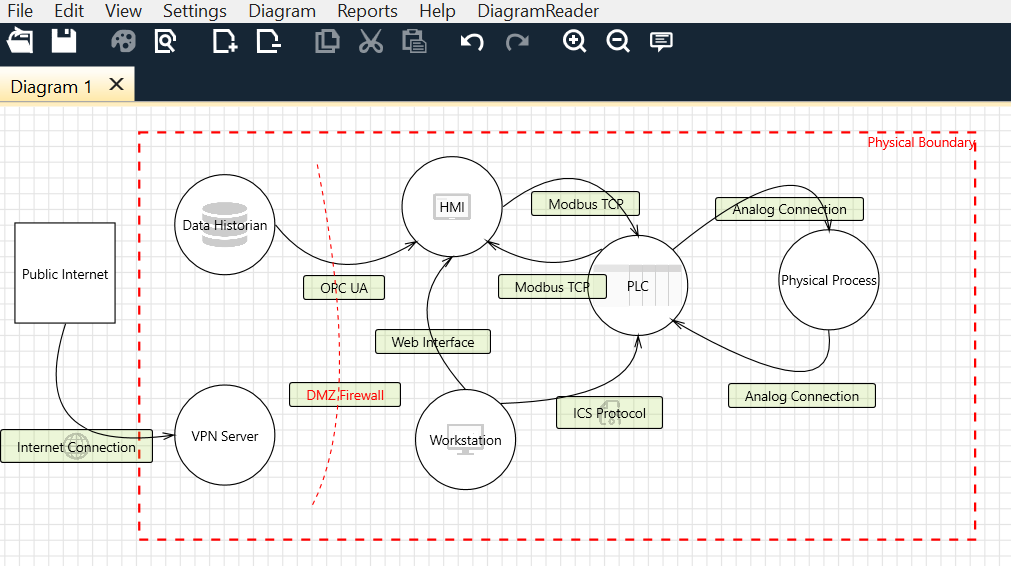 File Edit View Settings Diagram Reports Help DiagramReader
Diagram 1
Physical Boundary
HMI
Modbus TCP
Analog Connection
Data Historian
Public Internet
OPC UA
Modbus TCP
PLC
Physical Process
Web Interface
DMZ Firewall
Analog Connection
ICS Protocol
VPN Server
Workstation
Internet Connection